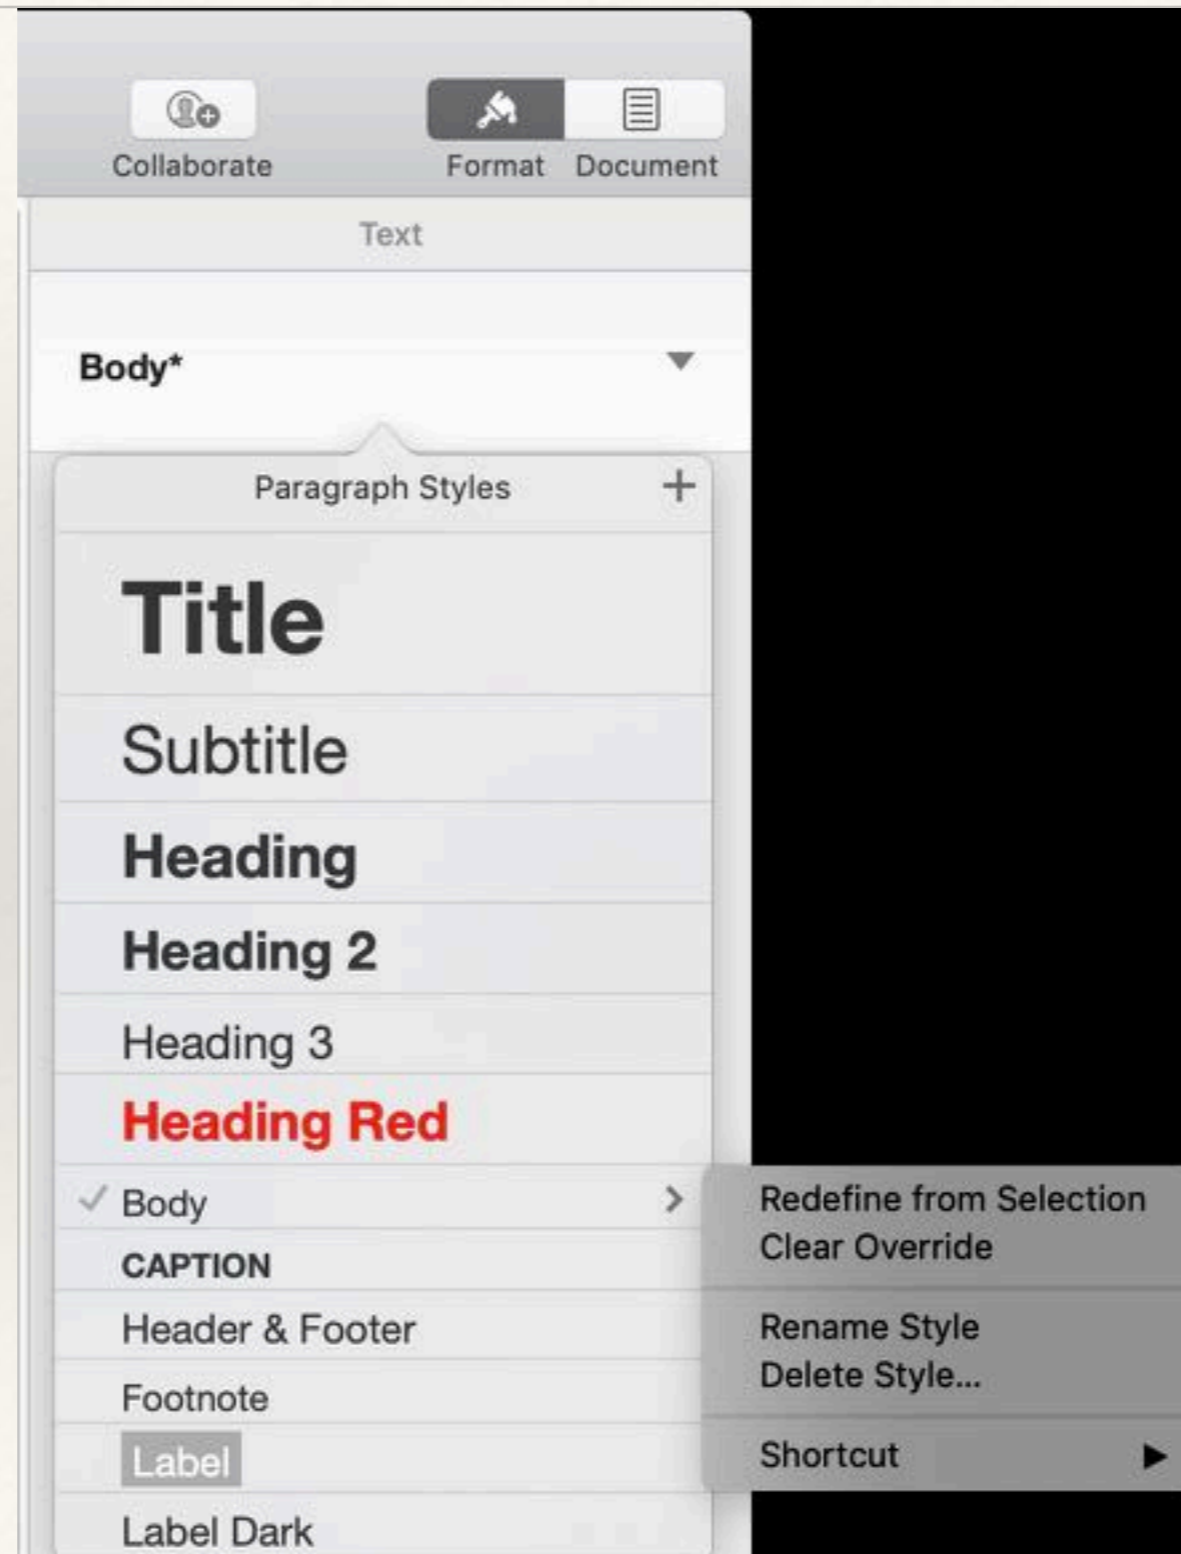 Collaborate
Format Document
Text
Body*
Paragraph Styles
Title
Subtitle
Heading
Heading 2
Heading 3
Heading Red
Body
CAPTION
Header & Footer
Footnote
Label
Label Dark
Redefine from Selection
Clear Override
Rename Style
Delete Style...
Shortcut